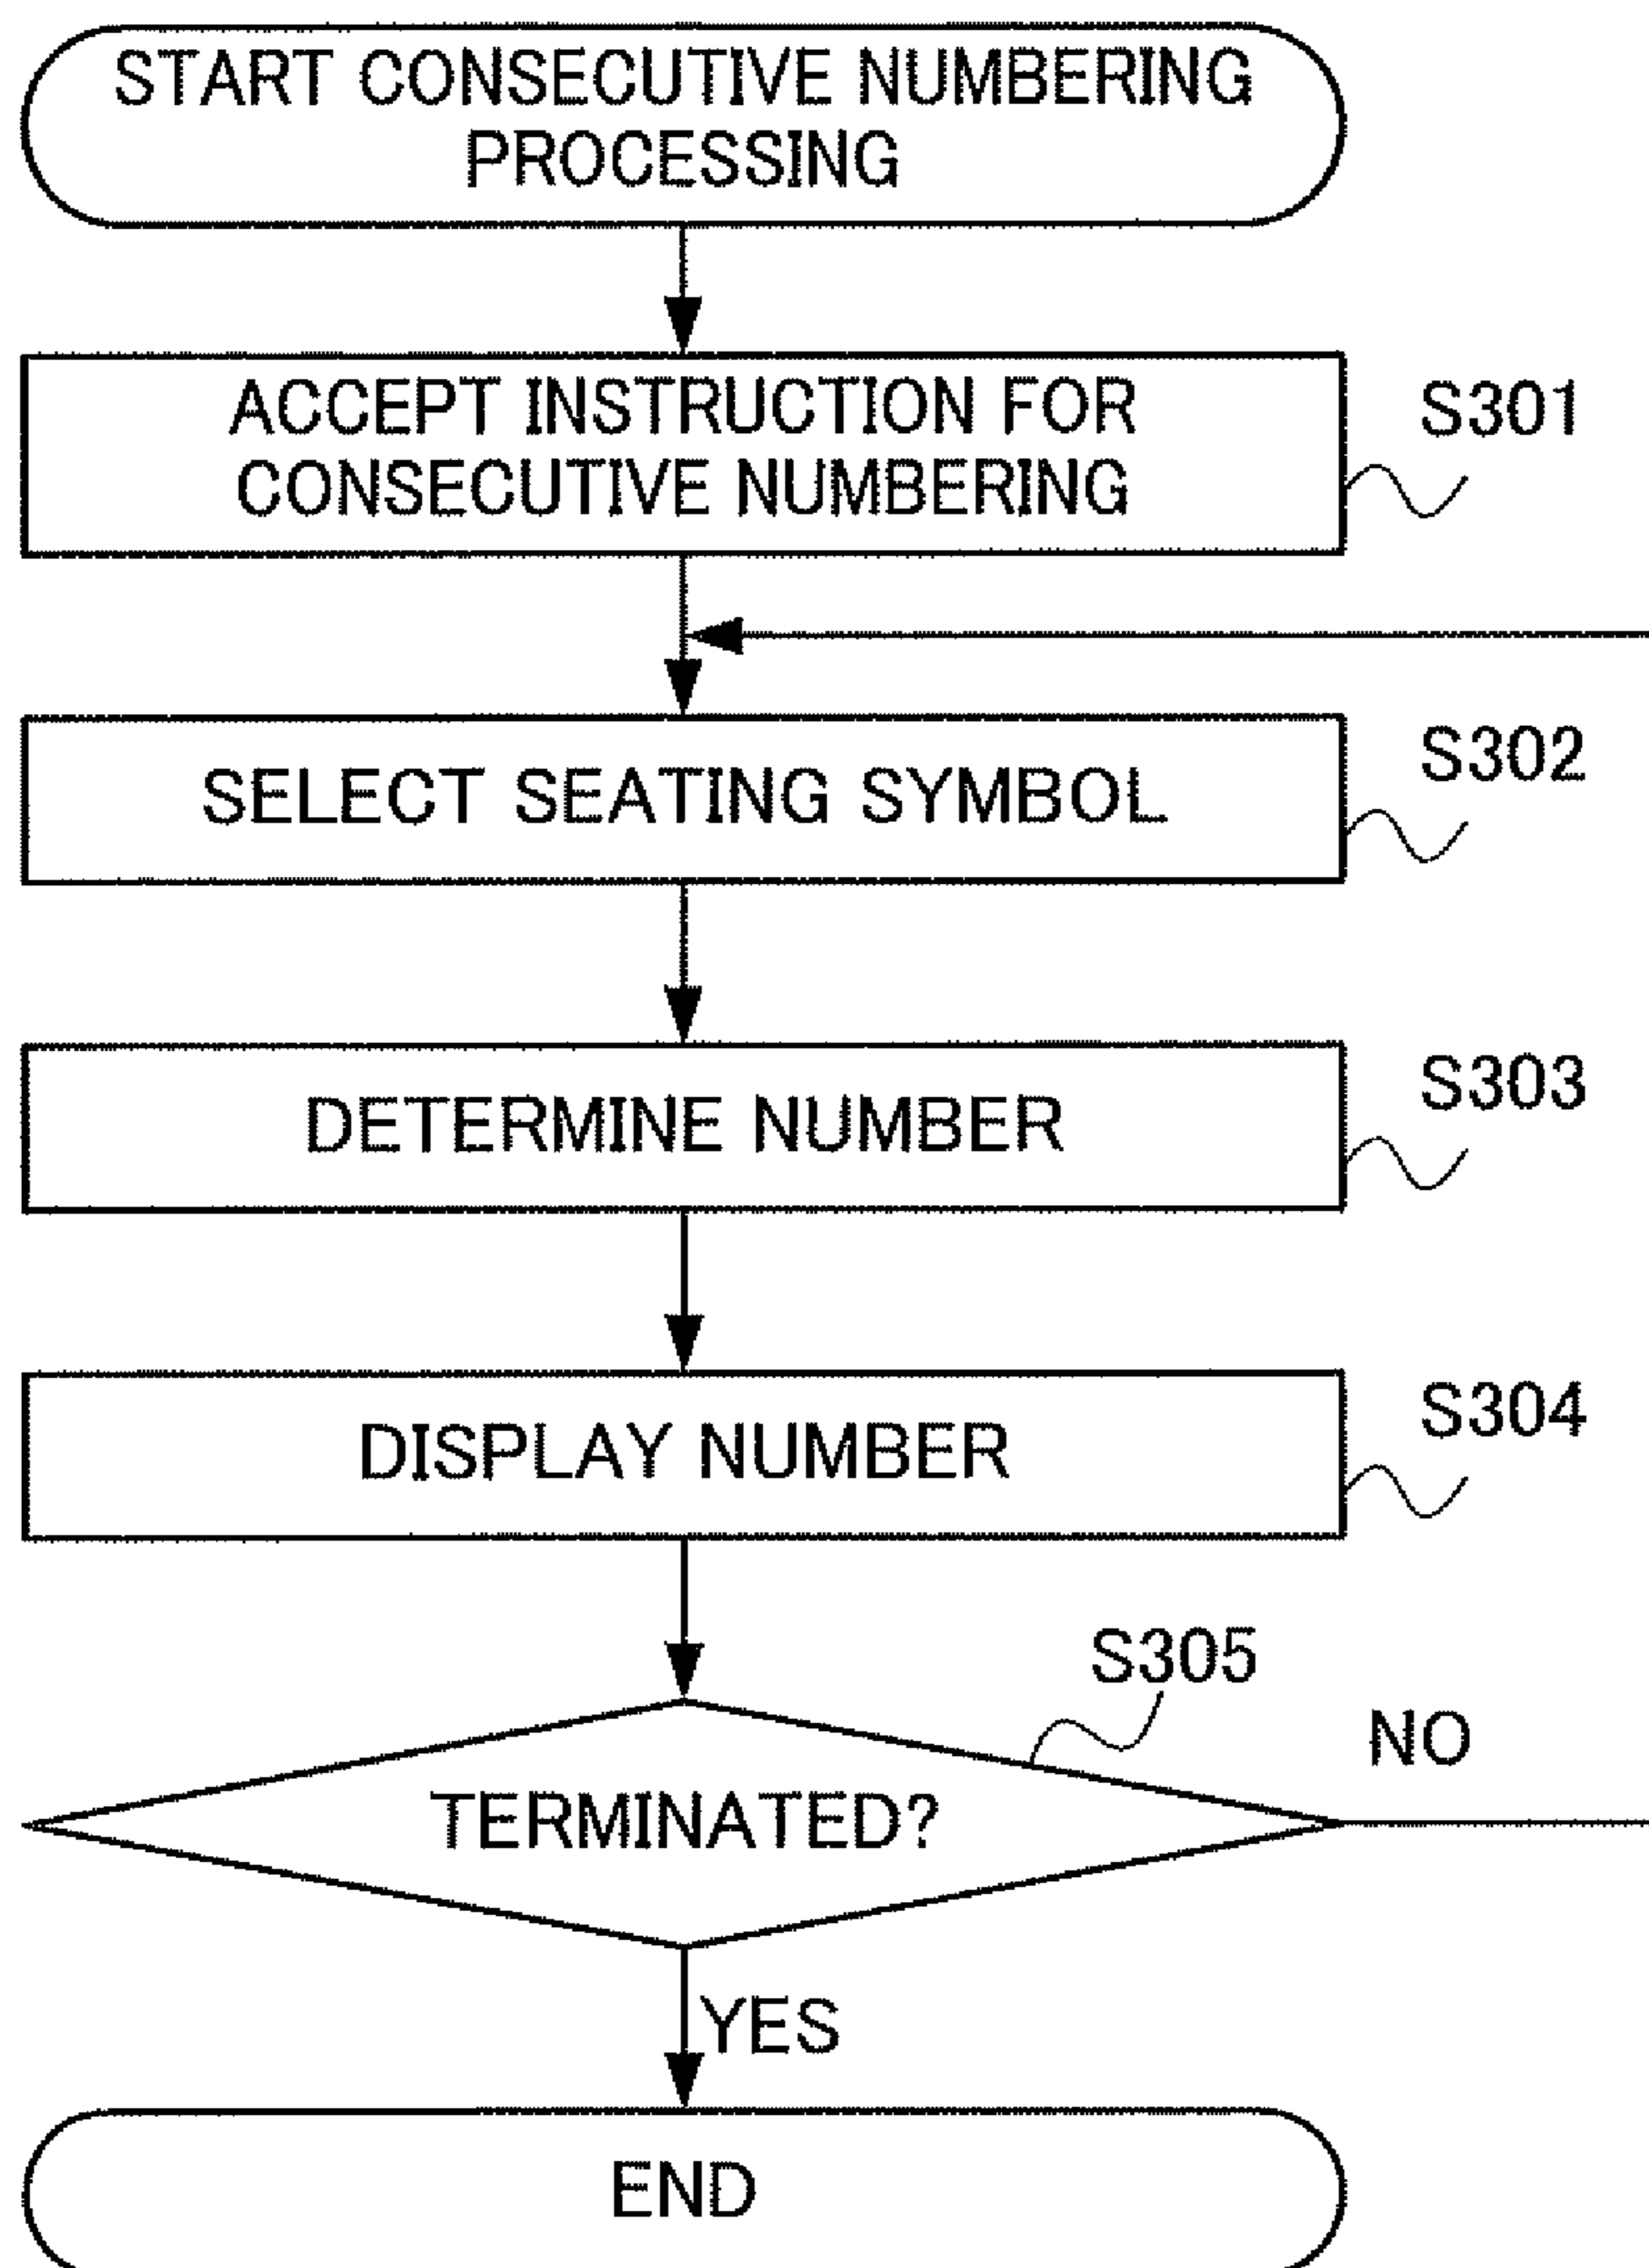 START CONSECUTIVE NUMBERING
PROCESSING
ACCEPT INSTRUCTION FOR
CONSECUTIVE NUMBERING
S301
SELECT SEATING SYMBOL
S302
DETERMINE NUMBER
S303
DISPLAY NUMBER
S304
S305
TERMINATED?
NO
YES
END